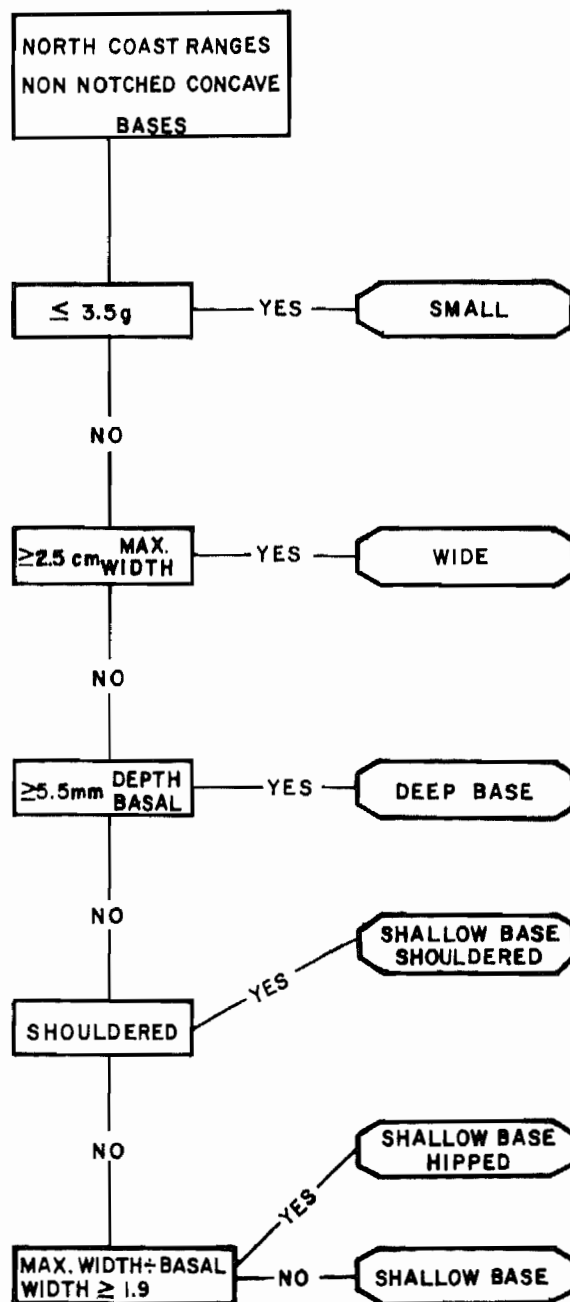 NORTH COAST RANGES
NON NOTCHED CONCAVE
BASES
≤ 3.5g
YES
SMALL
NO
≥2.5 cm MAX.
WIDTH
YES
WIDE
NO
≥5.5mm DEPTH
BASAL
YES
DEEP BASE
NO
SHALLOW BASE
SHOULDERED
YES
SHOULDERED
NO
SHALLOW BASE
HIPPED
YES
MAX. WIDTH÷BASAL
WIDTH ≥ 1.9
NO
SHALLOW BASE